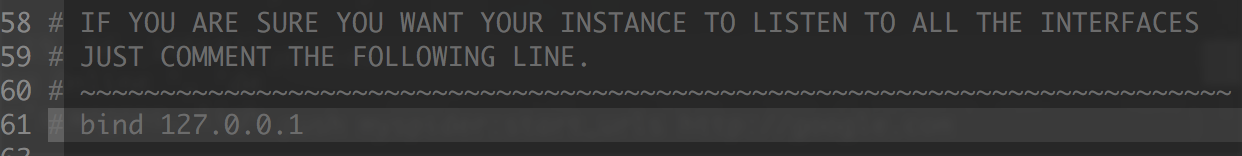 58 # IF YOU ARE SURE YOU WANT YOUR INSTANCE TO LISTEN TO ALL THE INTERFACES
59 # JUST COMMENT THE FOLLOWING LINE.
60 # ~~~~~~~~~~~~~~~~~~~~~~~~~~~~~~~~~~~~~~~~~~~~~~~~~~~~~~~~~~~~~~~~~~~~~~~~
61 # bind 127.0.0.1